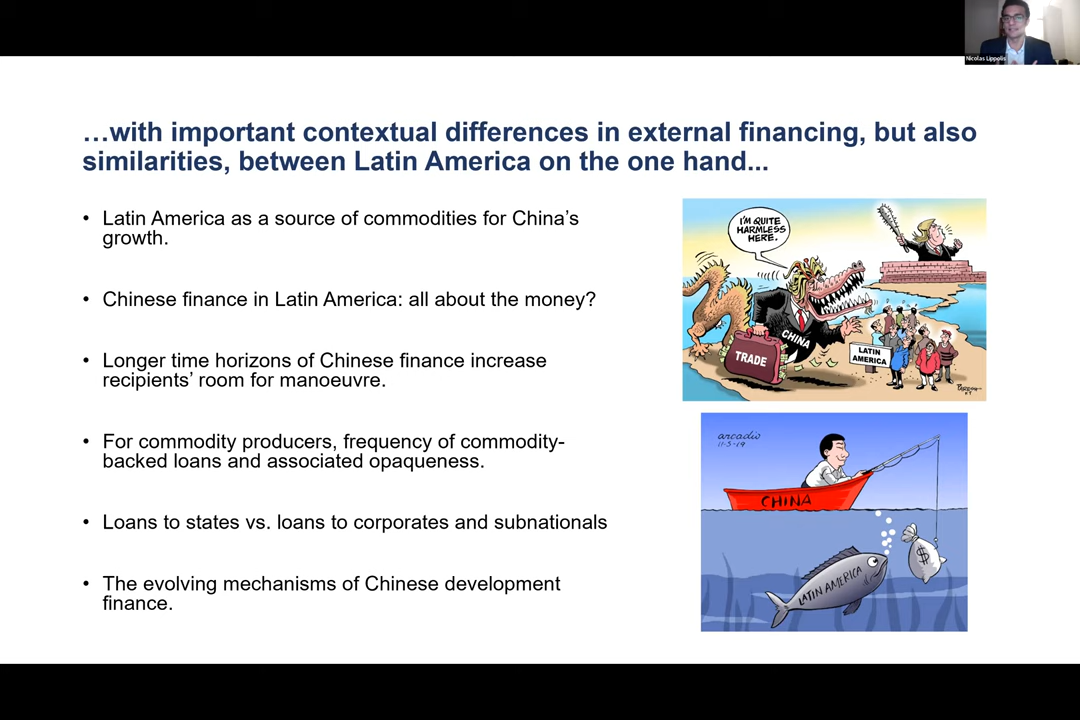 Nicolas Lippolis
…with important contextual differences in external financing, but also
similarities, between Latin America on the one hand...
• Latin America as a source of commodities for China’s
growth.
• Chinese finance in Latin America: all about the money?
• Longer time horizons of Chinese finance increase
recipients’ room for manoeuvre.
• For commodity producers, frequency of commodity-
backed loans and associated opaqueness.
• Loans to states vs. loans to corporates and subnationals
• The evolving mechanisms of Chinese development
finance.
I'M QUITE
HARMLESS
HERE.
CHINA
TRADE
LATIN
AMERICA
arcadio
11-5-19
CHINA
$
LATIN AMERICA